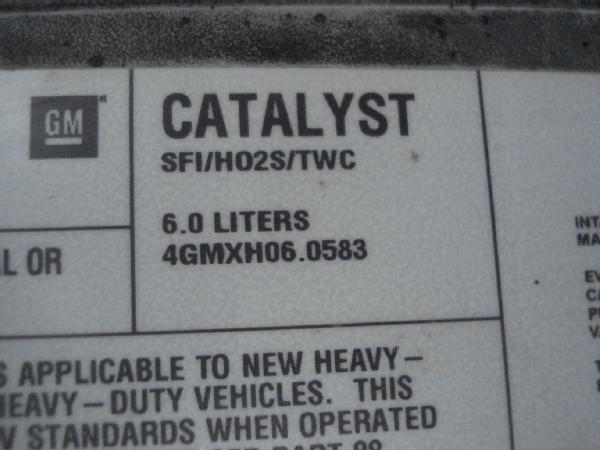 GM
CATALYST
SFI/HO2S/TWC
6.0 LITERS
4GMXH06.0583
OR
APPLICABLE TO NEW HEAVY—
HEAVY—DUTY VEHICLES. THIS
STANDARDS WHEN OPERATED